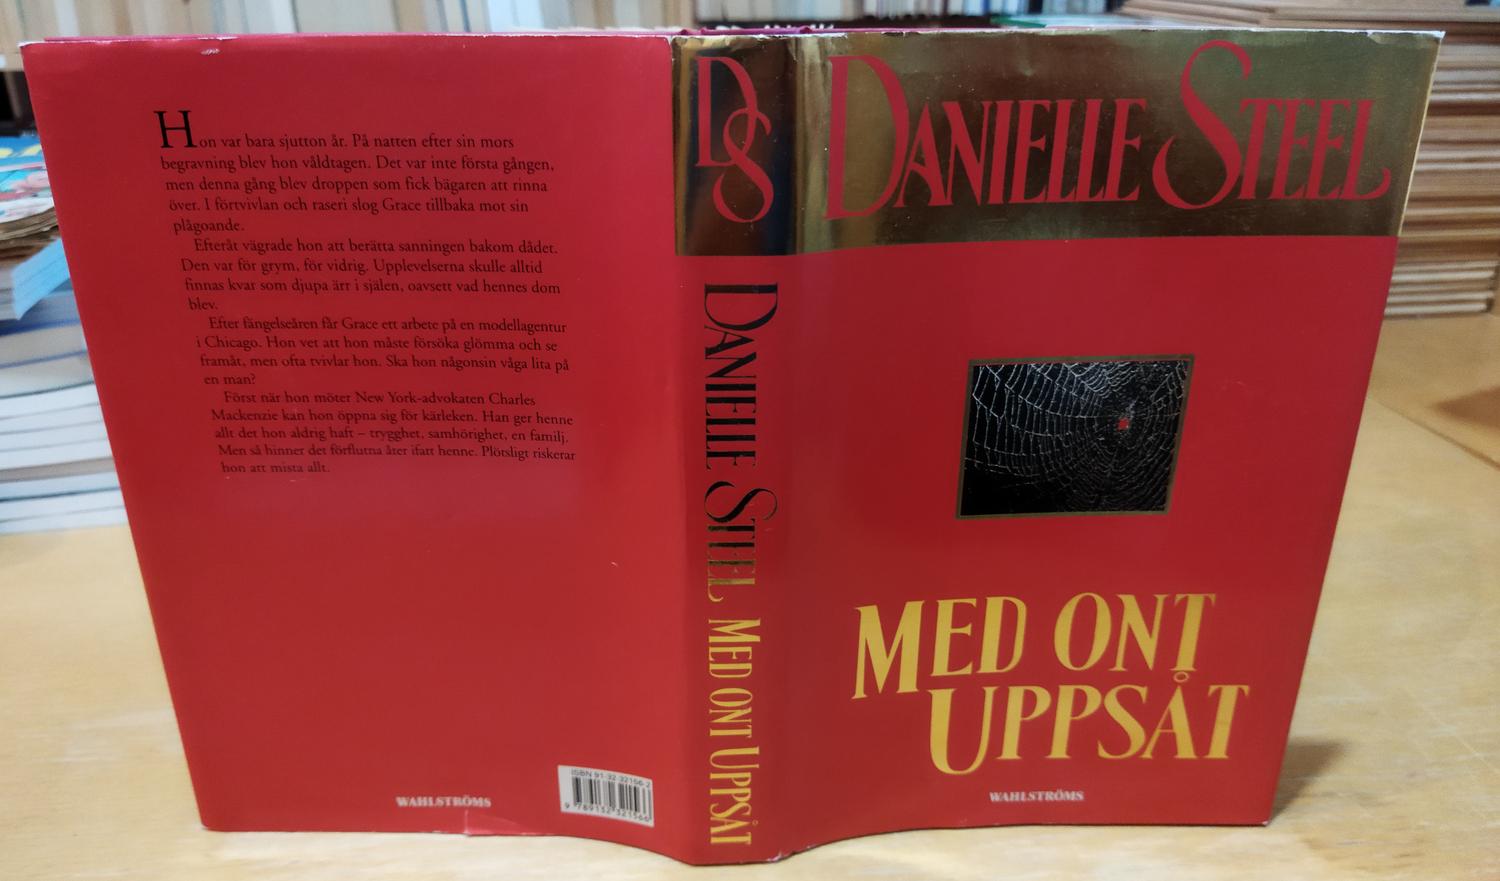 Hon var bara sjutton år. På natten efter sin mors
begravning blev hon våldtagen. Det var inte första gången,
men denna gång blev droppen som fick bägaren att rinna
över. I förtvivlan och raseri slog Grace tillbaka mot sin
plågoande.
Efteråt vägrade hon att berätta sanningen bakom dådet.
Den var för grym, för vidrig. Upplevelserna skulle alltid
finnas kvar som djupa ärr i själen, oavsett vad hennes dom
blev.
Efter fängelseåren får Grace ett arbete på en modellagentur
i Chicago. Hon vet att hon måste försöka glömma och se
framåt, men ofta tvivlar hon. Ska hon någonsin våga lita på
en man?
Först när hon möter New York-advokaten Charles
Mackenzie kan hon öppna sig för kärleken. Han ger henne
allt det hon aldrig haft – trygghet, samhörighet, en familj.
Men så hinner det förflutna åter ifatt henne. Plötsligt riskerar
hon att mista allt.
WAHLSTRÖMS
ISBN 91-32-32156-2
9 789132 321566
DS
DANIELLE STEEL MED ONT UPPSÅT
DANIELLE STEEL
MED ONT
UPPSÅT
WAHLSTRÖMS